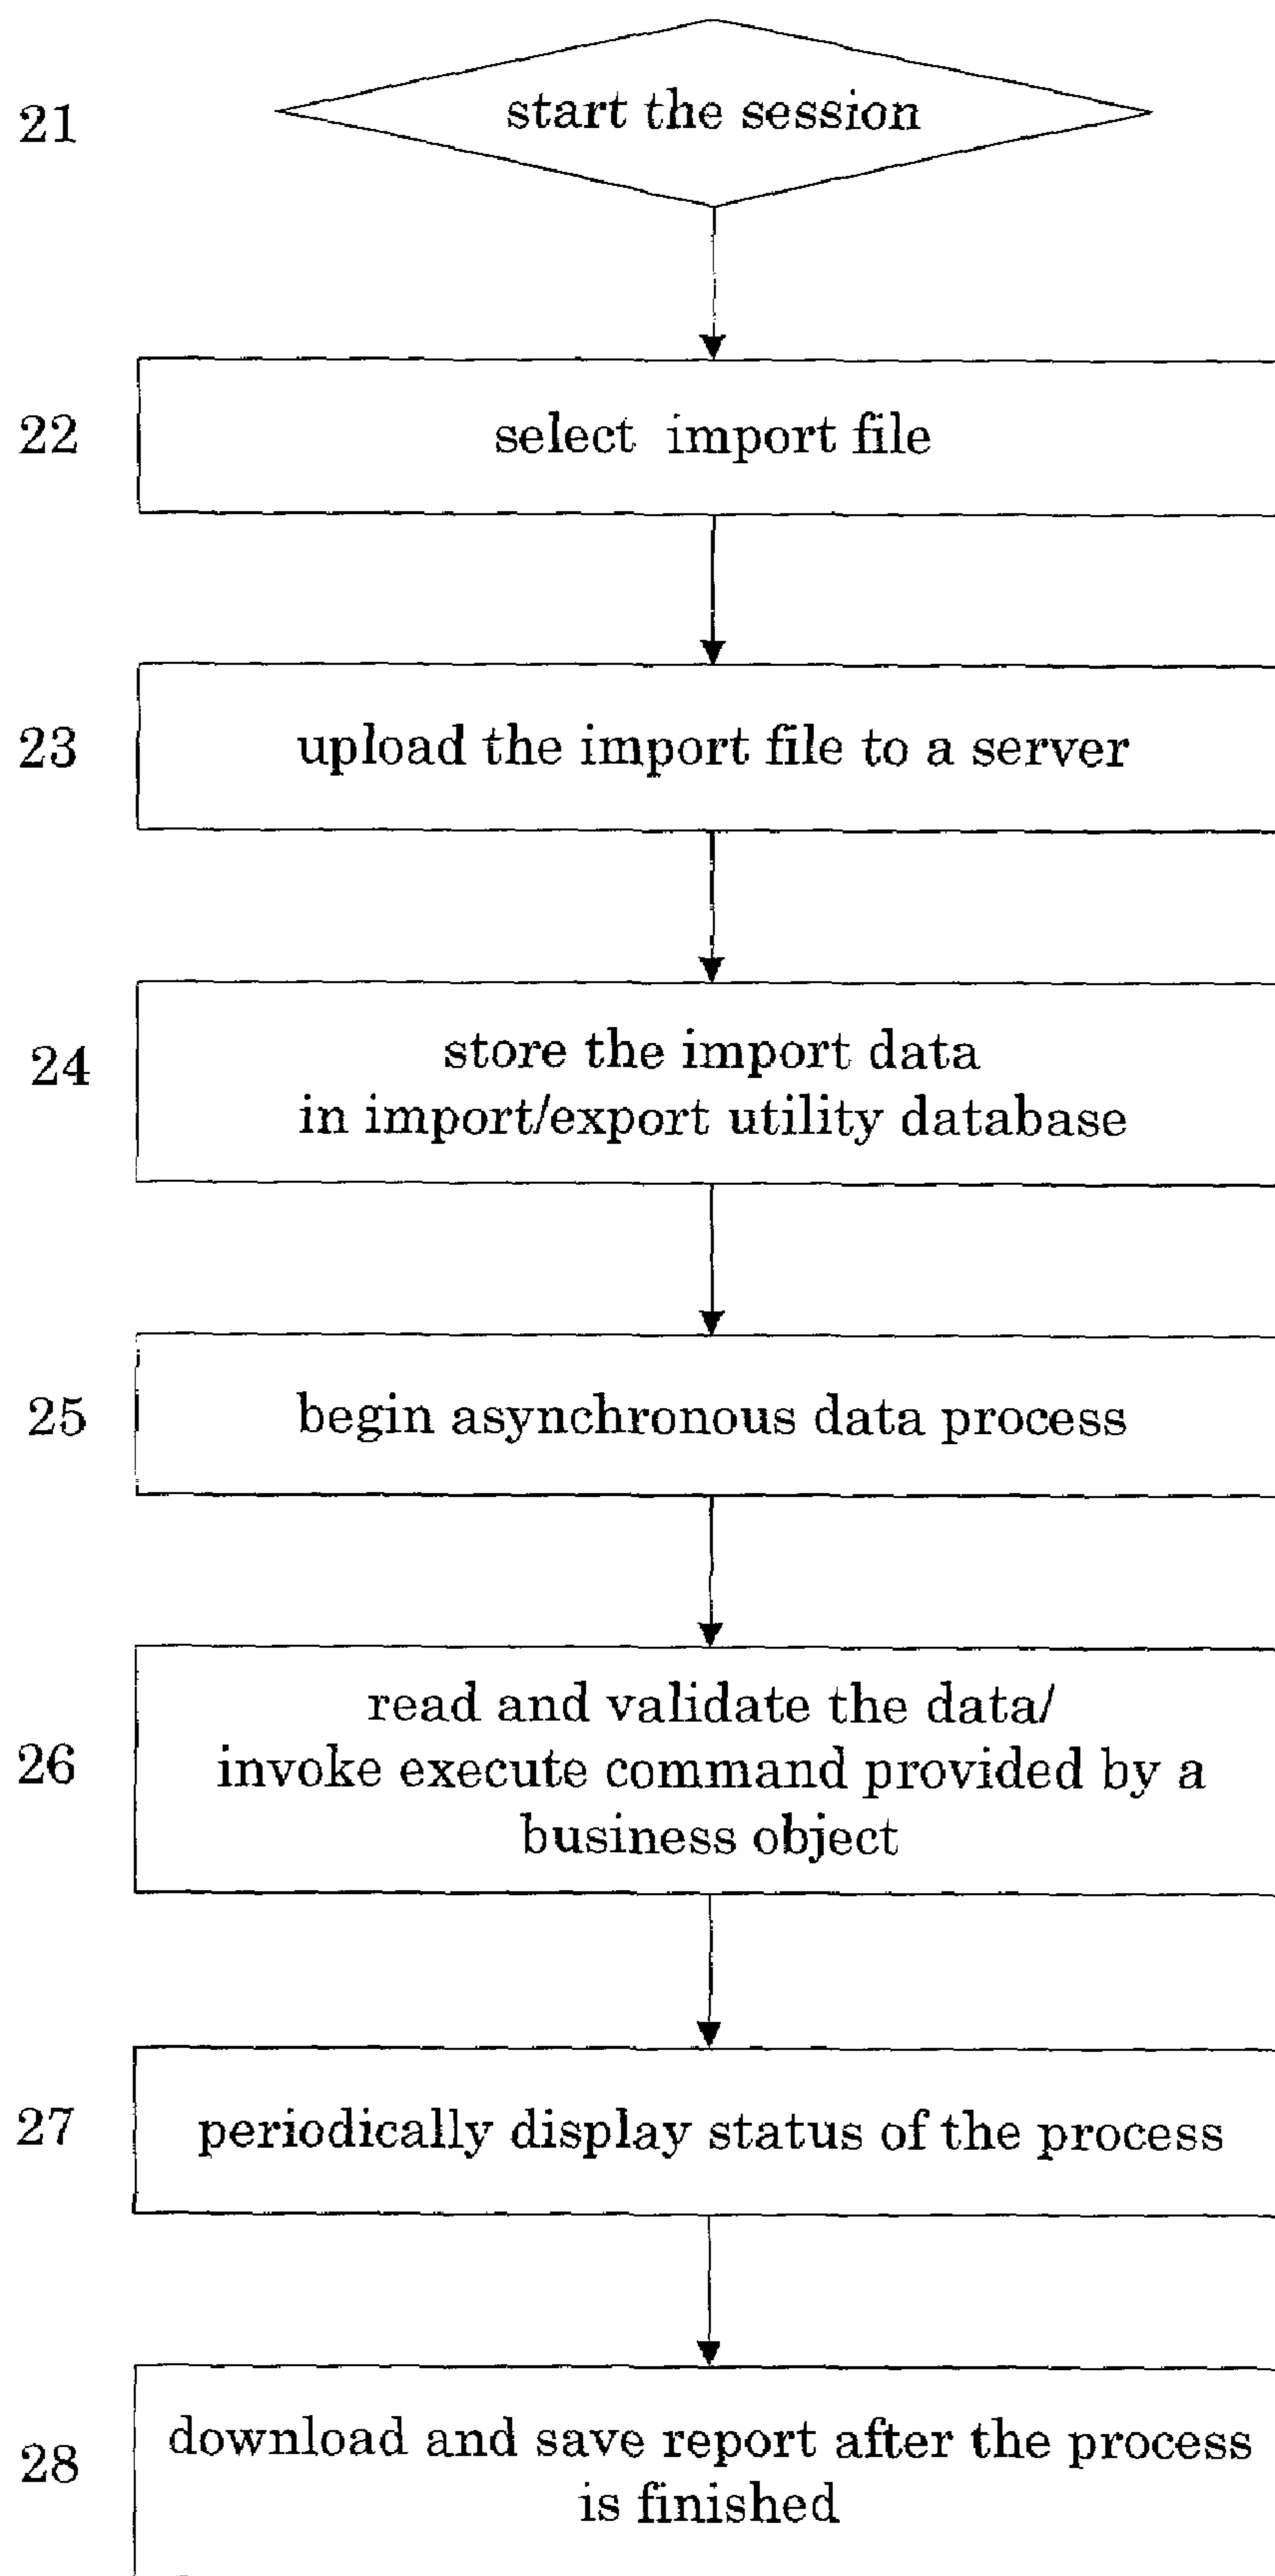 21
start the session
22
select import file
23
upload the import file to a server
24
store the import data
in import/export utility database
25
begin asynchronous data process
26
read and validate the data/
invoke execute command provided by a
business object
27
periodically display status of the process
28
download and save report after the process
is finished